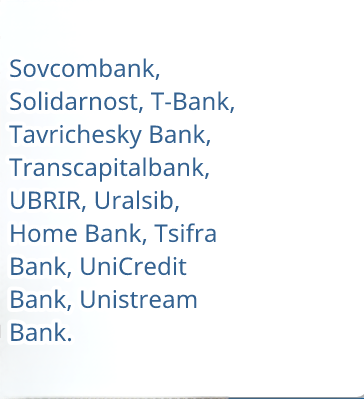 Sovcombank,
Solidarnost, T-Bank,
Tavrichesky Bank,
Transcapitalbank,
UBRIR, Uralsib,
Home Bank, Tsifra
Bank, UniCredit
Bank, Unistream
Bank.